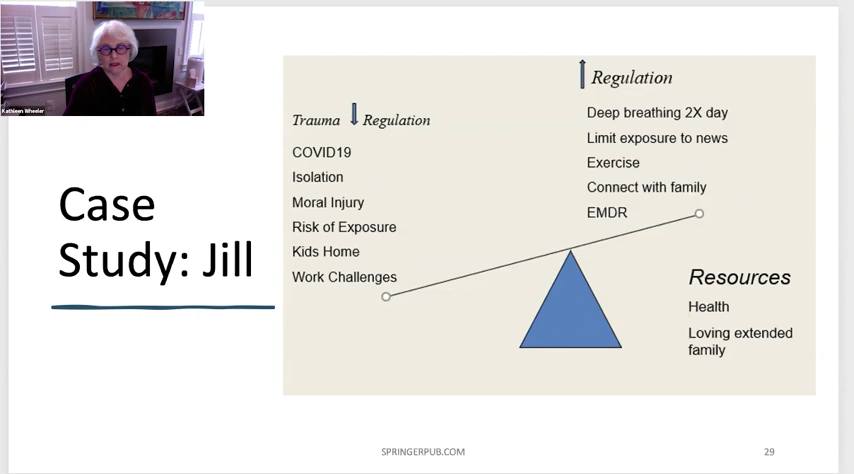 Kathleen Wheeler
Case
Study: Jill
Trauma Regulation
COVID19
Isolation
Moral Injury
Risk of Exposure
Kids Home
Work Challenges
Regulation
Deep breathing 2X day
Limit exposure to news
Exercise
Connect with family
EMDR
Resources
Health
Loving extended
family
SPRINGERPUB.COM
29